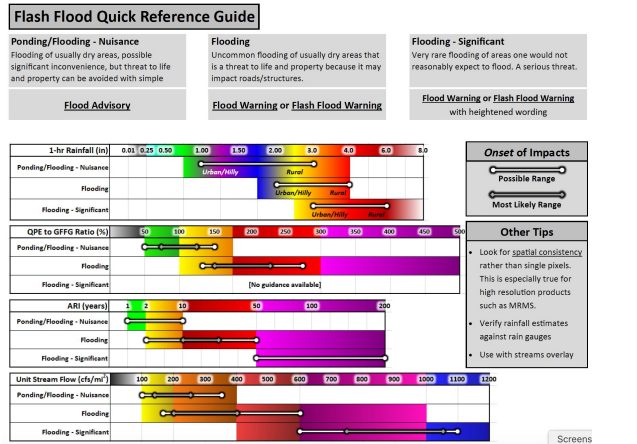 Flash Flood Quick Reference Guide
Ponding/Flooding - Nuisance
Flooding of usually dry areas, possible
significant inconvenience, but threat to life
and property can be avoided with simple
Flood Advisory
Flooding
Uncommon flooding of usually dry areas that
is a threat to life and property because it may
impact roads/structures.
Flood Warning or Flash Flood Warning
Flooding - Significant
Very rare flooding of areas one would not
reasonably expect to flood. A serious threat.
Flood Warning or Flash Flood Warning
with heightened wording
1-hr Rainfall (in) 0.01 0.25 0.50 1.00 1.50 2.00 3.0 4.0 6.0 8.0
Ponding/Flooding - Nuisance
Urban/Hilly Rural
Flooding
Urban/Hilly Rural
Flooding - Significant
Urban/Hilly Rural
QPE to GFFG Ratio (%) 50 100 150 200 250 300 350 400 450 500
Ponding/Flooding - Nuisance
Flooding
Flooding - Significant [No guidance available]
ARI (years) 1 2 10 50 100 200
Ponding/Flooding - Nuisance
Flooding
Flooding - Significant
Unit Stream Flow (cfs/mi²) 100 200 300 400 500 600 700 800 900 1000 1100 1200
Ponding/Flooding - Nuisance
Flooding
Flooding - Significant
Onset of Impacts
Possible Range
Most Likely Range
Other Tips
• Look for spatial consistency
rather than single pixels.
This is especially true for
high resolution products
such as MRMS.
• Verify rainfall estimates
against rain gauges
• Use with streams overlay
Screens